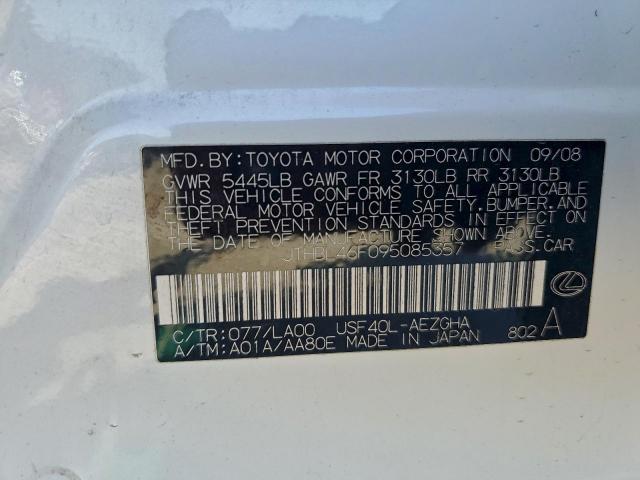 MFD.BY:TOYOTA MOTOR CORPORATION 09/08
GVWR 5445LB GAWR FR 3130LB RR 3130LB
THIS VEHICLE CONFORMS TO ALL APPLICABLE
FEDERAL MOTOR VEHICLE SAFETY,BUMPER,AND
THEFT PREVENTION STANDARDS IN EFFECT ON
THE DATE OF MANUFACTURE SHOWN ABOVE.
JTHBL46F095085357 PASS.CAR
C/TR:077/LA00 USF40L-AEZGHA
A/TM:A01A/AA80E MADE IN JAPAN 802 A